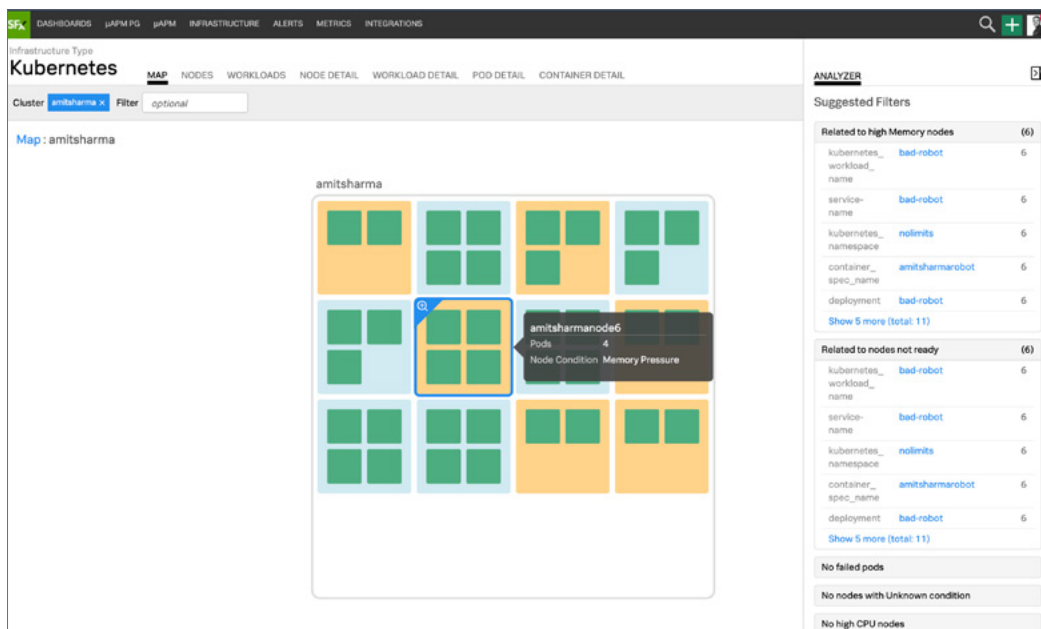 SFx DASHBOARDS µAPM PG µAPM INFRASTRUCTURE ALERTS METRICS INTEGRATIONS
Infrastructure Type
Kubernetes
MAP NODES WORKLOADS NODE DETAIL WORKLOAD DETAIL POD DETAIL CONTAINER DETAIL
Cluster amitsharma × Filter optional
Map : amitsharma
amitsharma
amitsharmanode6
Pods 4
Node Condition Memory Pressure
ANALYZER
Suggested Filters
Related to high Memory nodes (6)
kubernetes_ bad-robot 6
workload_
name
service- bad-robot 6
name
kubernetes_ nolimits 6
namespace
container_ amitsharmarobot 6
spec_name
deployment bad-robot 6
Show 5 more (total: 11)
Related to nodes not ready (6)
kubernetes_ bad-robot 6
workload_
name
service- bad-robot 6
name
kubernetes_ nolimits 6
namespace
container_ amitsharmarobot 6
spec_name
deployment bad-robot 6
Show 5 more (total: 11)
No failed pods
No nodes with Unknown condition
No high CPU nodes